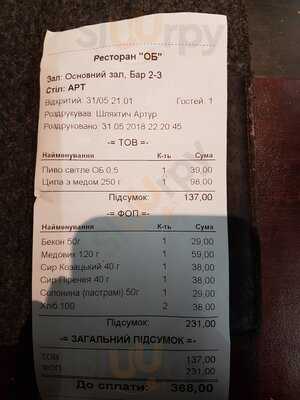 Ресторан "ОБ"
Зал: Основний зал, Бар 2-3
Стіл: АРТ
Відкритий: 31/05 21:01 Гостей: 1
Роздрукував: Шляхтич Артур
Роздруковано: 31.05.2018 22:20:45
-= ТОВ =-
Найменування К-ть Сума
Пиво світле ОБ 0,5 1 39,00
Ципа з медом 250 г 1 98,00
Підсумок: 137,00
-= ФОП =-
Найменування К-ть Сума
Бекон 50г 1 29,00
Медовик 120 г 1 59,00
Сир Козацький 40 г 1 38,00
Сир Піренея 40 г 1 38,00
Солонина (пастрамі) 50г 1 29,00
Хліб 100 2 38,00
Підсумок: 231,00
-= ЗАГАЛЬНИЙ ПІДСУМОК =-
ТОВ 137,00
ФОП 231,00
До сплати: 368,00